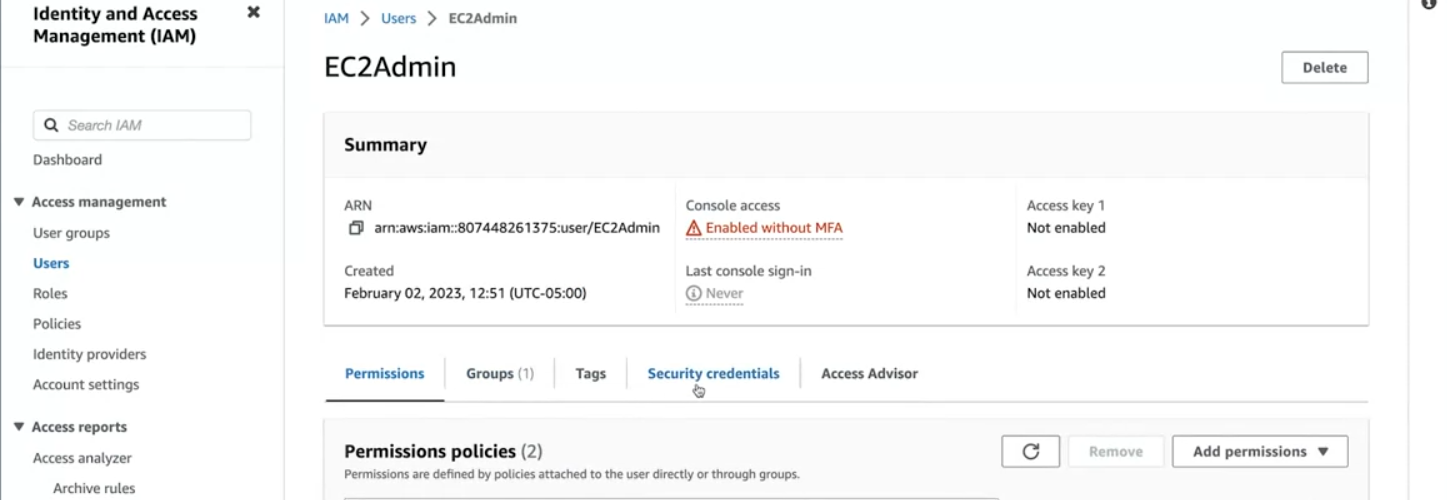 Identity and Access
Management (IAM)
Search IAM
Dashboard
Access management
User groups
Users
Roles
Policies
Identity providers
Account settings
Access reports
Access analyzer
Archive rules
IAM > Users > EC2Admin
EC2Admin
Delete
Summary
ARN
arn:aws:iam::807448261375:user/EC2Admin
Created
February 02, 2023, 12:51 (UTC-05:00)
Console access
Enabled without MFA
Last console sign-in
Never
Access key 1
Not enabled
Access key 2
Not enabled
Permissions Groups (1) Tags Security credentials Access Advisor
Permissions policies (2)
Permissions are defined by policies attached to the user directly or through groups.
Remove
Add permissions